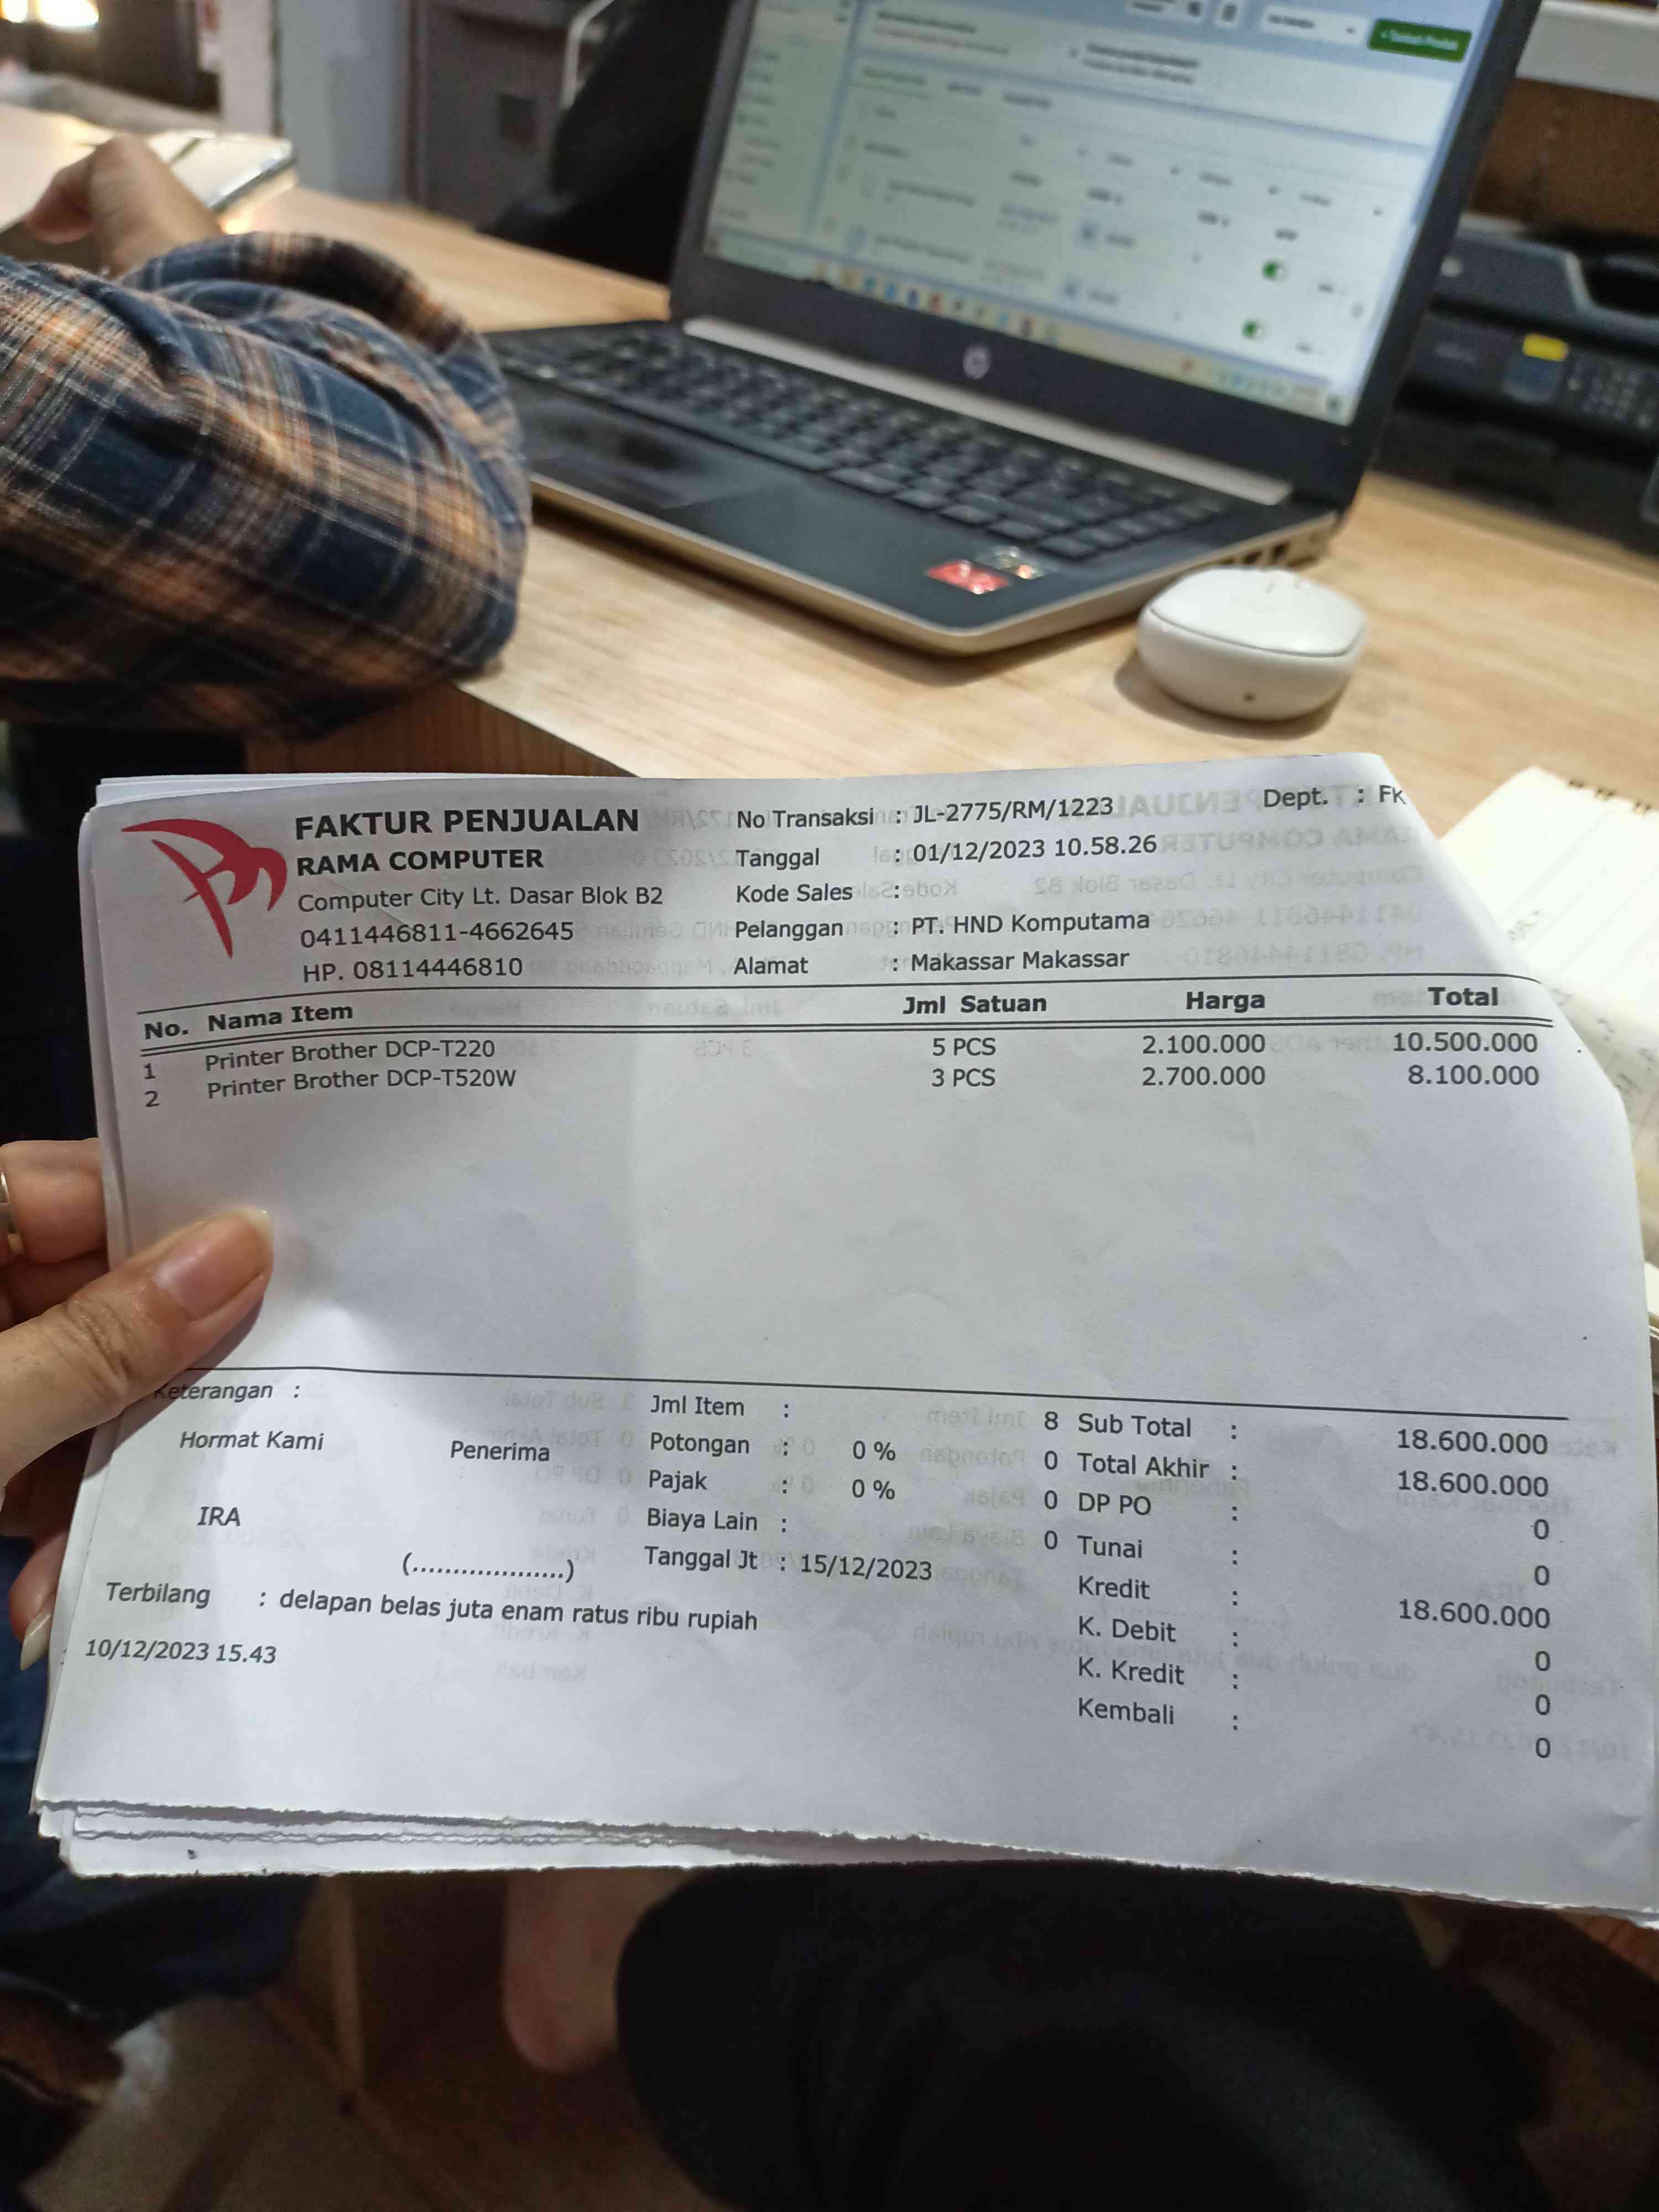 FAKTUR PENJUALAN
RAMA COMPUTER
Computer City Lt. Dasar Blok B2
0411446811-4662645
HP. 08114446810
No Transaksi : JL-2775/RM/1223
Tanggal : 01/12/2023 10.58.26
Kode Sales :
Pelanggan : PT. HND Komputama
Alamat : Makassar Makassar
Dept. : FK
No. Nama Item Jml Satuan Harga Total
1 Printer Brother DCP-T220 5 PCS 2.100.000 10.500.000
2 Printer Brother DCP-T520W 3 PCS 2.700.000 8.100.000
Keterangan :
Hormat Kami
Penerima
IRA
(...................)
Jml Item : 8
Potongan : 0 % 0
Pajak : 0 % 0
Biaya Lain : 0
Tanggal Jt : 15/12/2023
Sub Total : 18.600.000
Total Akhir : 18.600.000
DP PO : 0
Tunai : 0
Kredit : 18.600.000
K. Debit : 0
K. Kredit : 0
Kembali : 0
Terbilang : delapan belas juta enam ratus ribu rupiah
10/12/2023 15.43